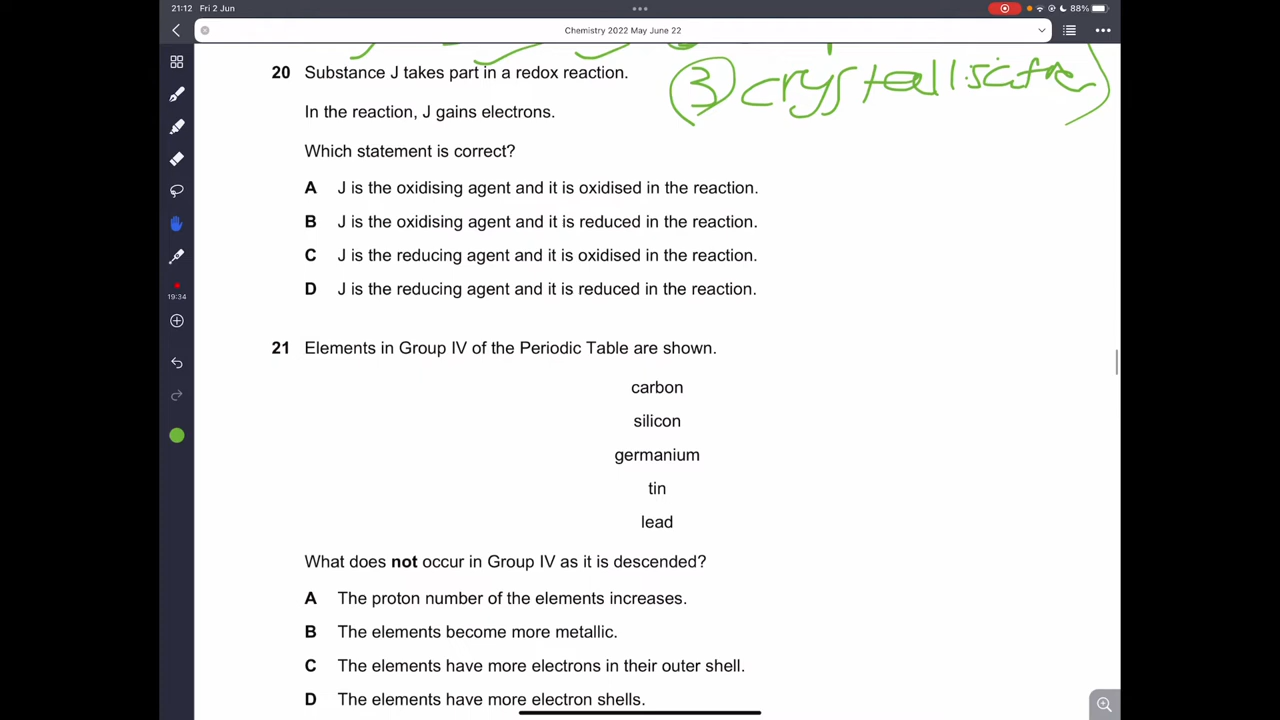 21:12 Fri 2 Jun
88%
Chemistry 2022 May June 22
3 crystallisation
20 Substance J takes part in a redox reaction.
In the reaction, J gains electrons.
Which statement is correct?
A J is the oxidising agent and it is oxidised in the reaction.
B J is the oxidising agent and it is reduced in the reaction.
C J is the reducing agent and it is oxidised in the reaction.
D J is the reducing agent and it is reduced in the reaction.
19:34
21 Elements in Group IV of the Periodic Table are shown.
carbon
silicon
germanium
tin
lead
What does not occur in Group IV as it is descended?
A The proton number of the elements increases.
B The elements become more metallic.
C The elements have more electrons in their outer shell.
D The elements have more electron shells.